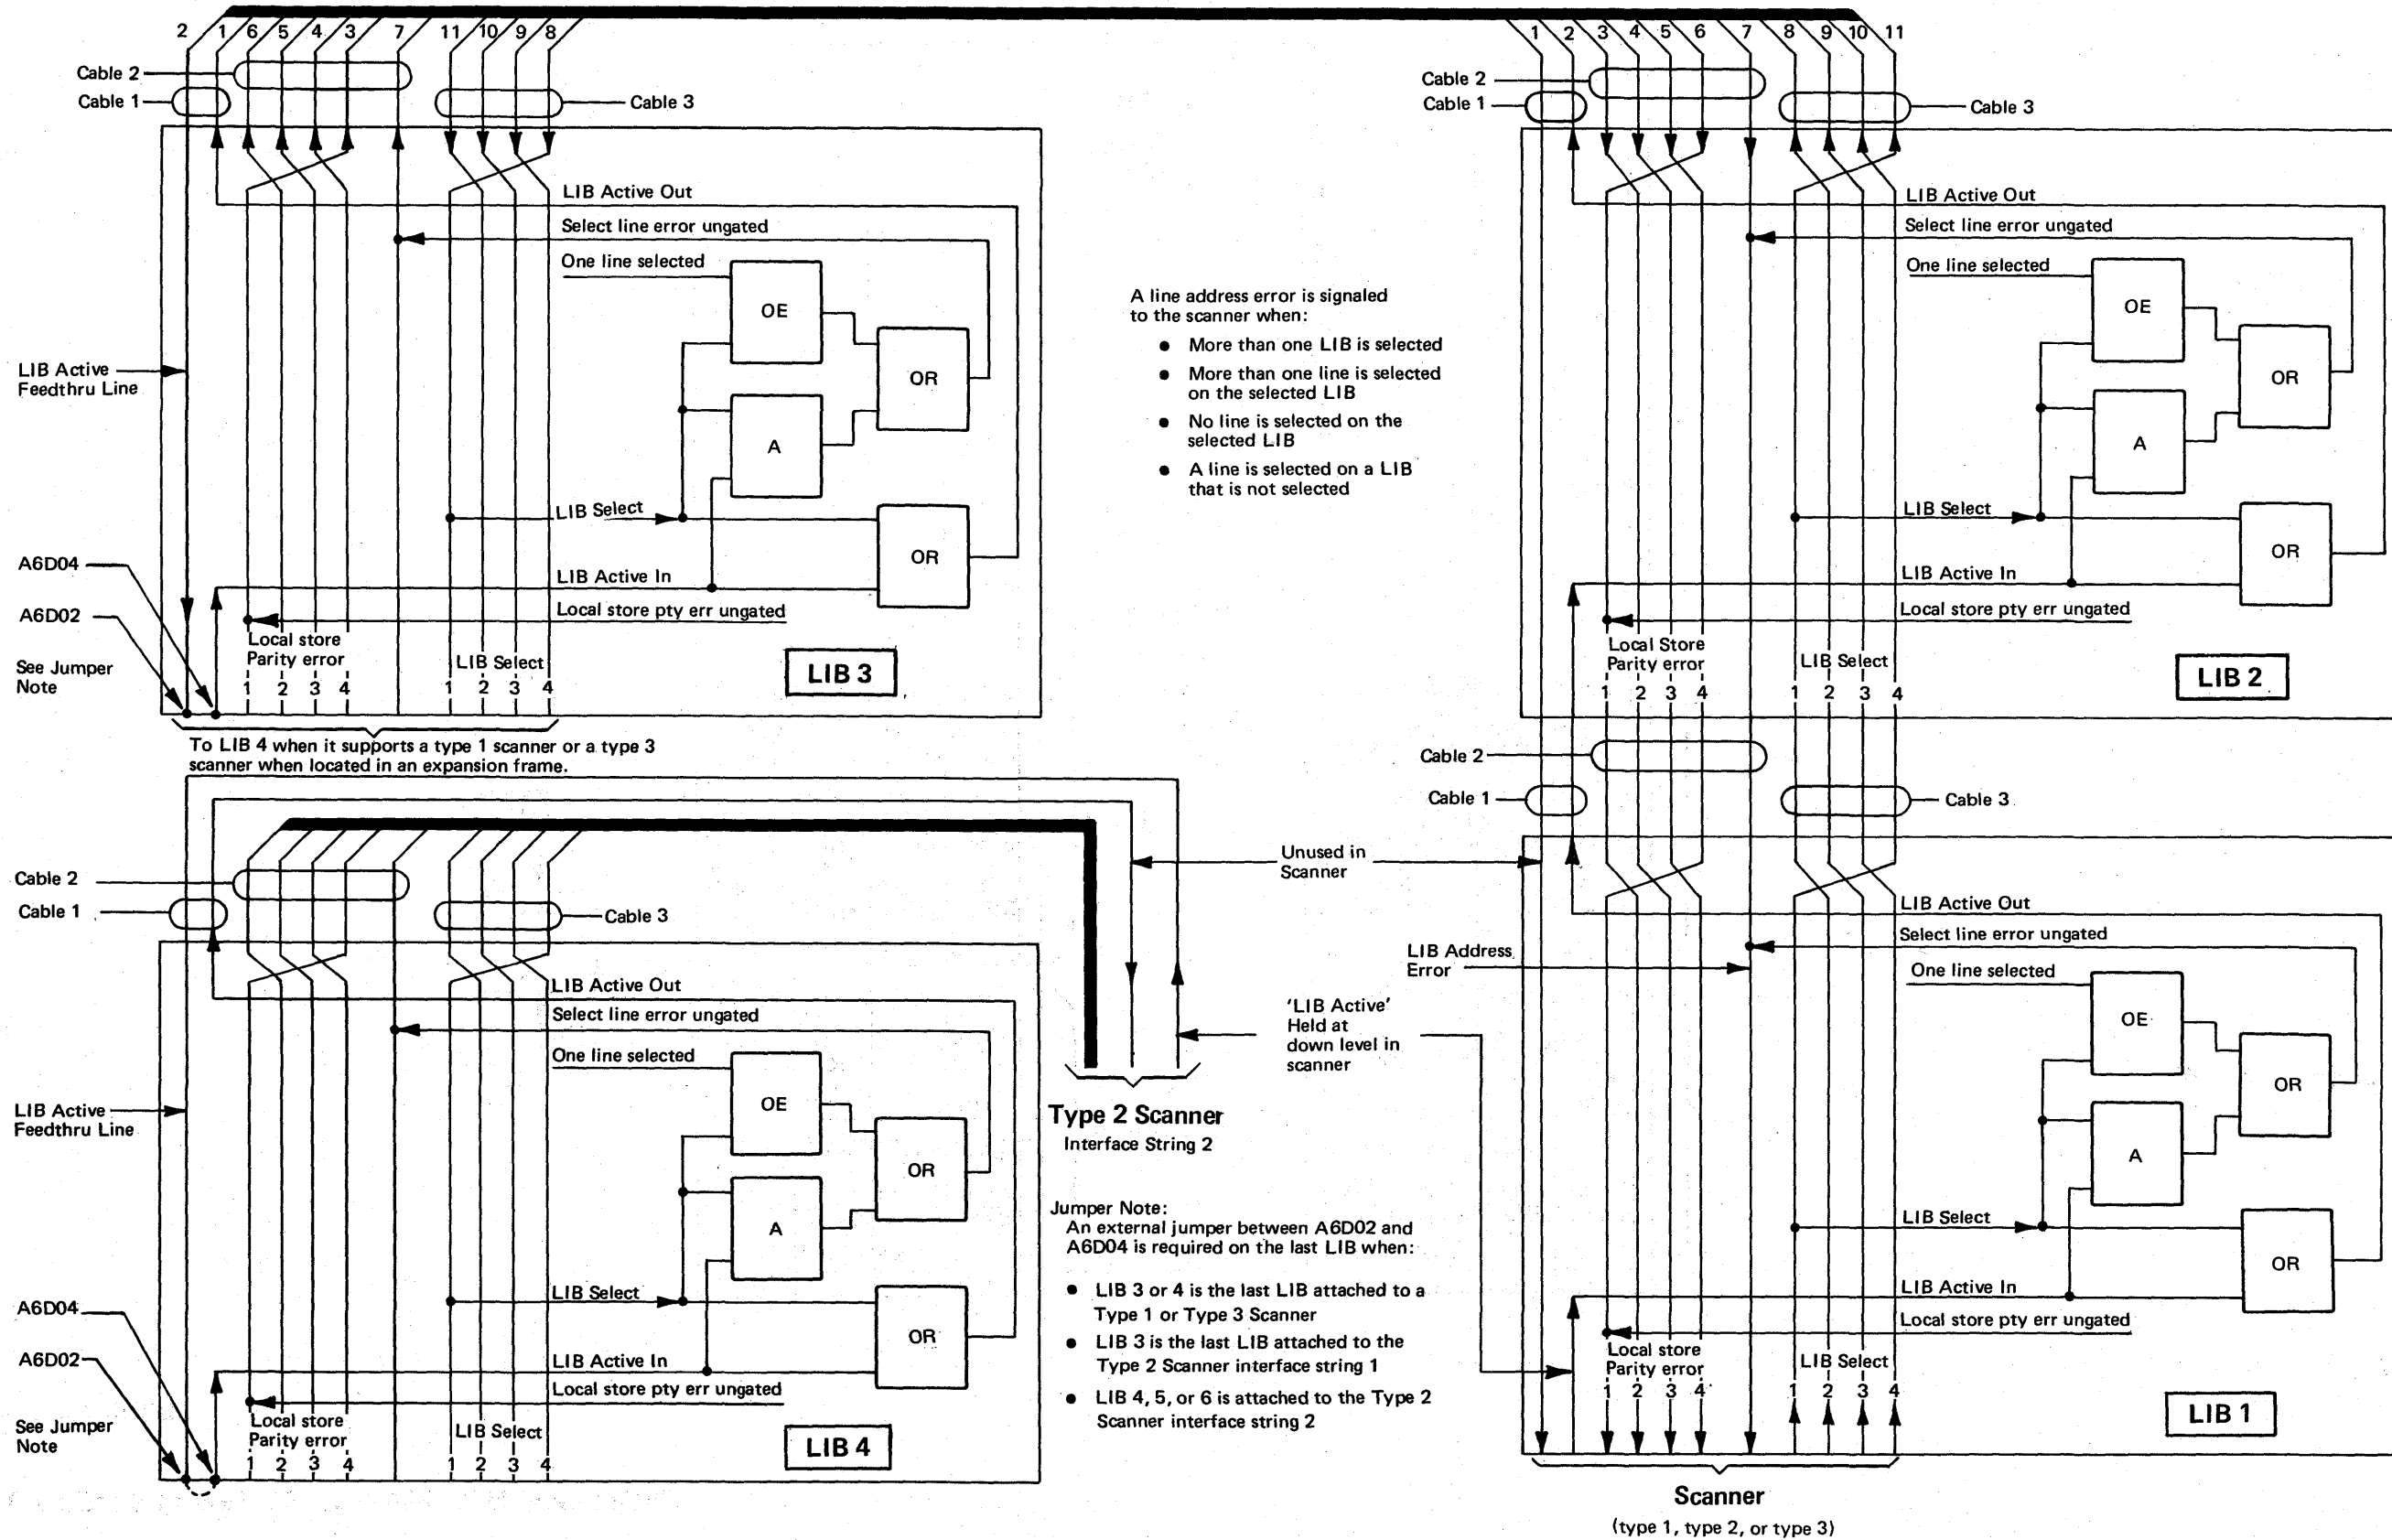 2 1 6 5 4 3 7 11 10 9 8
Cable 2
Cable 1
Cable 3
LIB Active Out
Select line error ungated
One line selected
OE
OR
A
LIB Active
Feedthru Line
LIB Select
OR
A6D04
LIB Active In
A6D02
Local store pty err ungated
Local store
Parity error
LIB Select
See Jumper
Note
1 2 3 4 1 2 3 4
LIB 3
To LIB 4 when it supports a type 1 scanner or a type 3
scanner when located in an expansion frame.
A line address error is signaled
to the scanner when:
● More than one LIB is selected
● More than one line is selected
on the selected LIB
● No line is selected on the
selected LIB
● A line is selected on a LIB
that is not selected
1 2 3 4 5 6 7 8 9 10 11
Cable 2
Cable 1
Cable 3
LIB Active Out
Select line error ungated
One line selected
OE
OR
A
LIB Select
OR
LIB Active In
Local store pty err ungated
Local Store
Parity error
LIB Select
1 2 3 4 1 2 3 4
LIB 2
Cable 2
Cable 1
Cable 3
Unused in
Scanner
Cable 2
Cable 1
Cable 3
LIB Active Out
Select line error ungated
One line selected
OE
OR
A
LIB Active
Feedthru Line
LIB Select
OR
A6D04
A6D02
LIB Active In
Local store pty err ungated
Local store
Parity error
LIB Select
See Jumper
Note
1 2 3 4 1 2 3 4
LIB 4
'LIB Active'
Held at
down level in
scanner
Type 2 Scanner
Interface String 2
Jumper Note:
An external jumper between A6D02 and
A6D04 is required on the last LIB when:
● LIB 3 or 4 is the last LIB attached to a
Type 1 or Type 3 Scanner
● LIB 3 is the last LIB attached to the
Type 2 Scanner interface string 1
● LIB 4, 5, or 6 is attached to the Type 2
Scanner interface string 2
LIB Active Out
Select line error ungated
LIB Address
Error
One line selected
OE
OR
A
LIB Select
OR
LIB Active In
Local store pty err ungated
Local store
Parity error
LIB Select
1 2 3 4 1 2 3 4
LIB 1
Scanner
(type 1, type 2, or type 3)